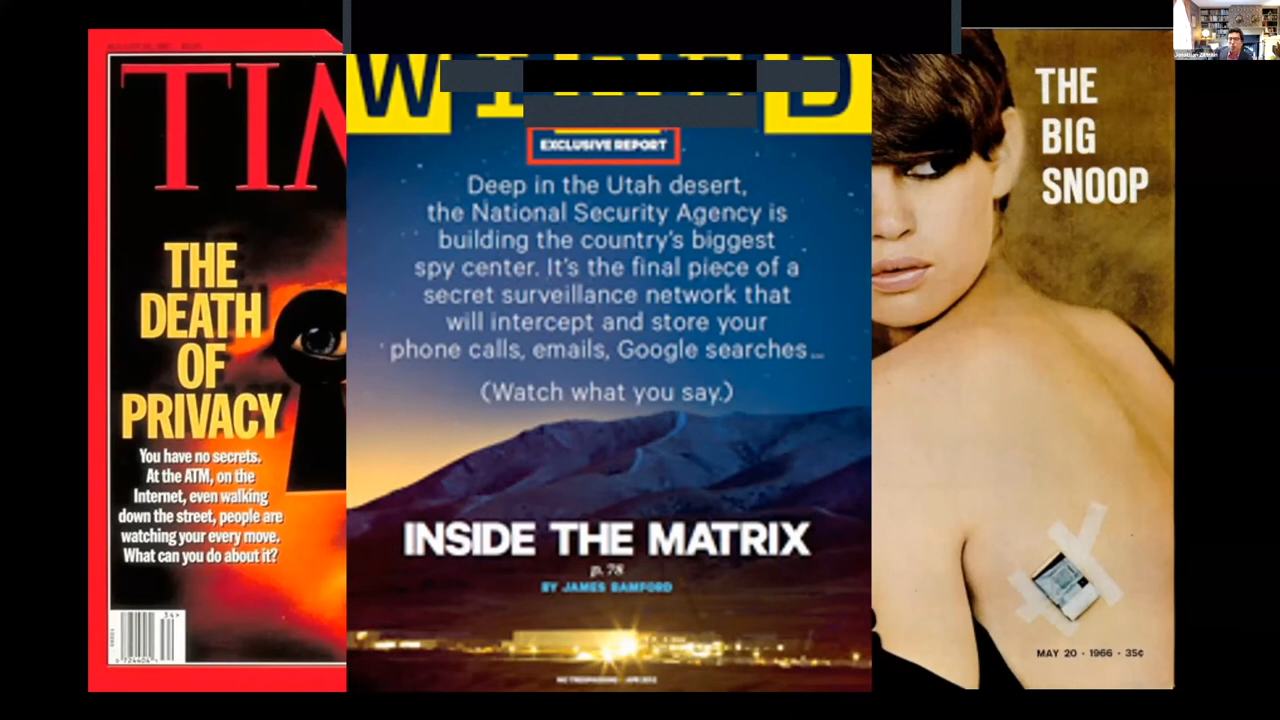 TIM
THE
DEATH
OF
PRIVACY
You have no secrets.
At the ATM, on the
Internet, even walking
down the street, people are
watching your every move.
What can you do about it?
W D
EXCLUSIVE REPORT
Deep in the Utah desert,
the National Security Agency is
building the country's biggest
spy center. It's the final piece of a
secret surveillance network that
will intercept and store your
phone calls, emails, Google searches...
(Watch what you say.)
INSIDE THE MATRIX
p. 78
BY JAMES BAMFORD
THE
BIG
SNOOP
MAY 20 · 1966 · 35¢